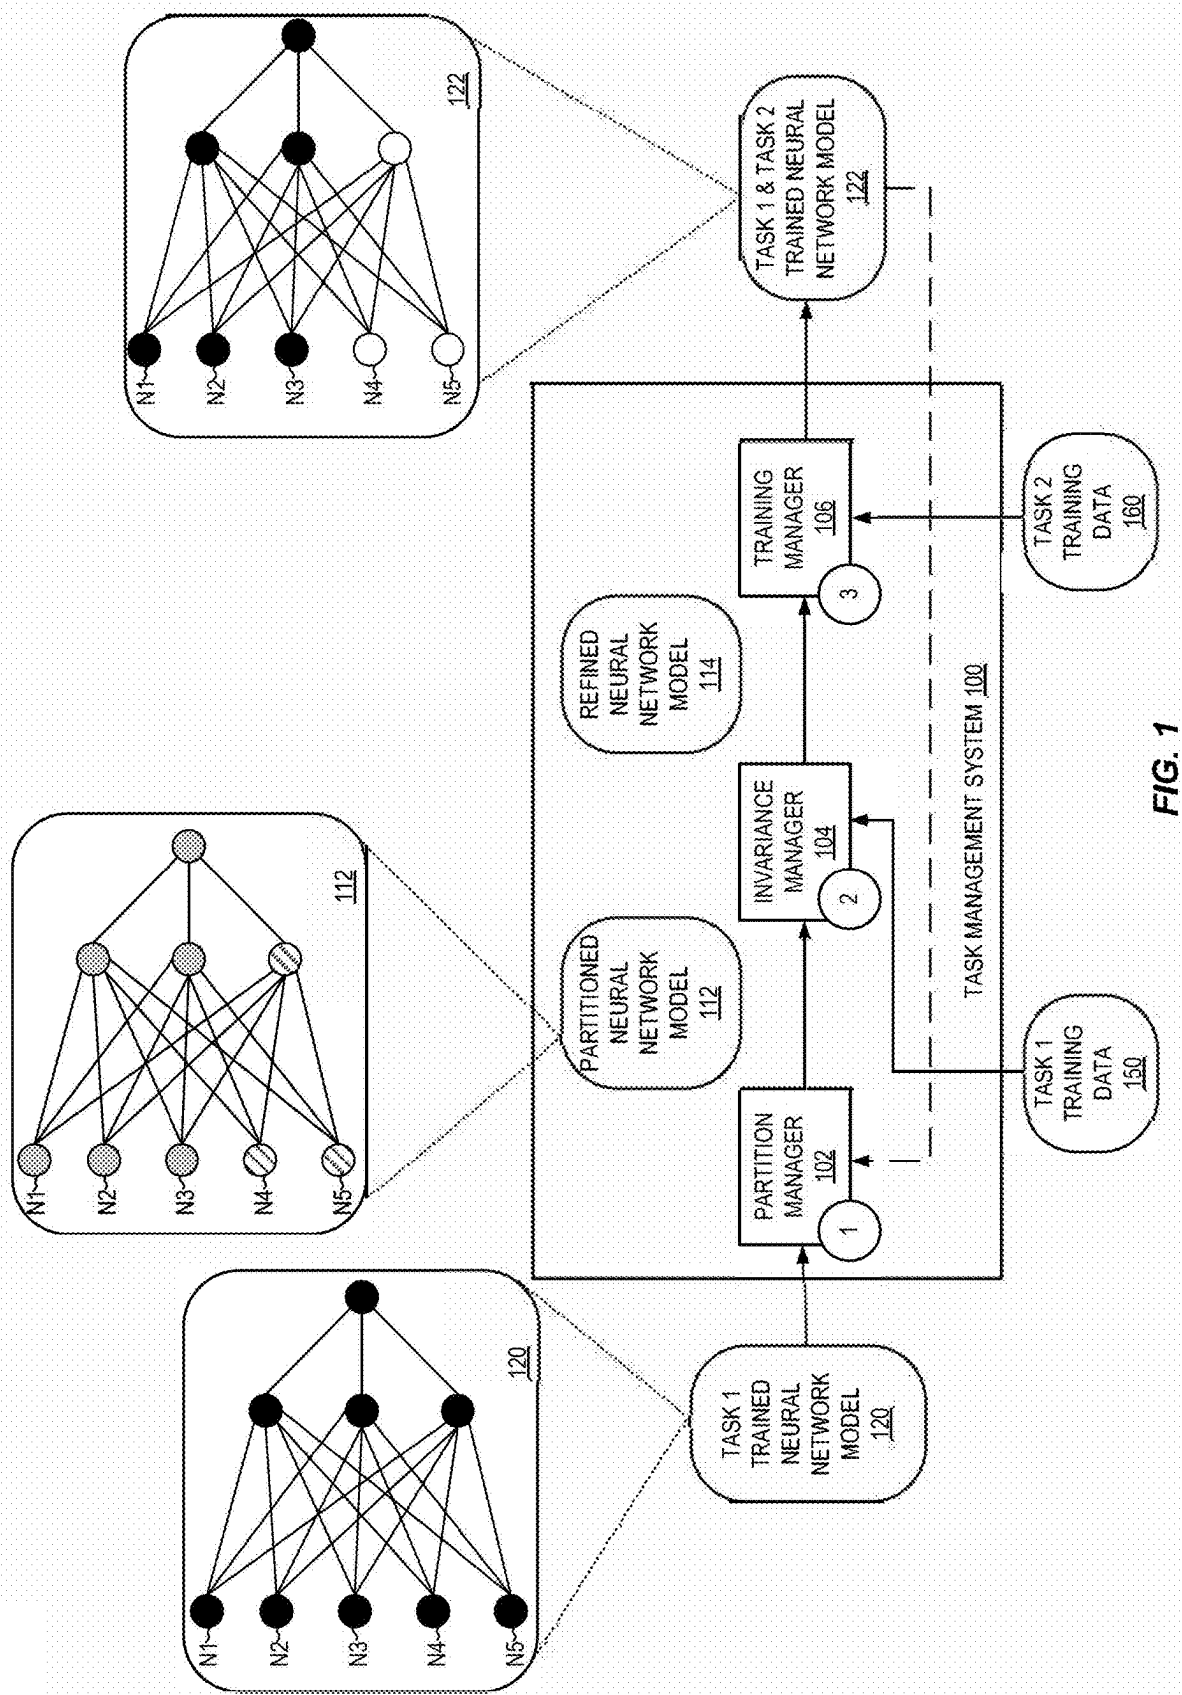 N1
N2
N3
N4
N5
120
N1
N2
N3
N4
N5
112
N1
N2
N3
N4
N5
122
TASK 1
TRAINED
NEURAL
NETWORK
MODEL
120
PARTITIONED
NEURAL
NETWORK
MODEL
112
REFINED
NEURAL
NETWORK
MODEL
114
PARTITION
MANAGER
102
1
INVARIANCE
MANAGER
104
2
TRAINING
MANAGER
106
3
TASK 1 & TASK 2
TRAINED NEURAL
NETWORK MODEL
122
TASK MANAGEMENT SYSTEM 100
TASK 1
TRAINING
DATA
150
TASK 2
TRAINING
DATA
160
FIG. 1